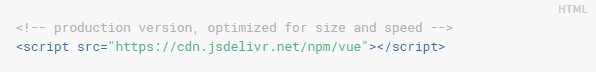 HTML
<!-- production version, optimized for size and speed -->
<script src="https://cdn.jsdelivr.net/npm/vue"></script>